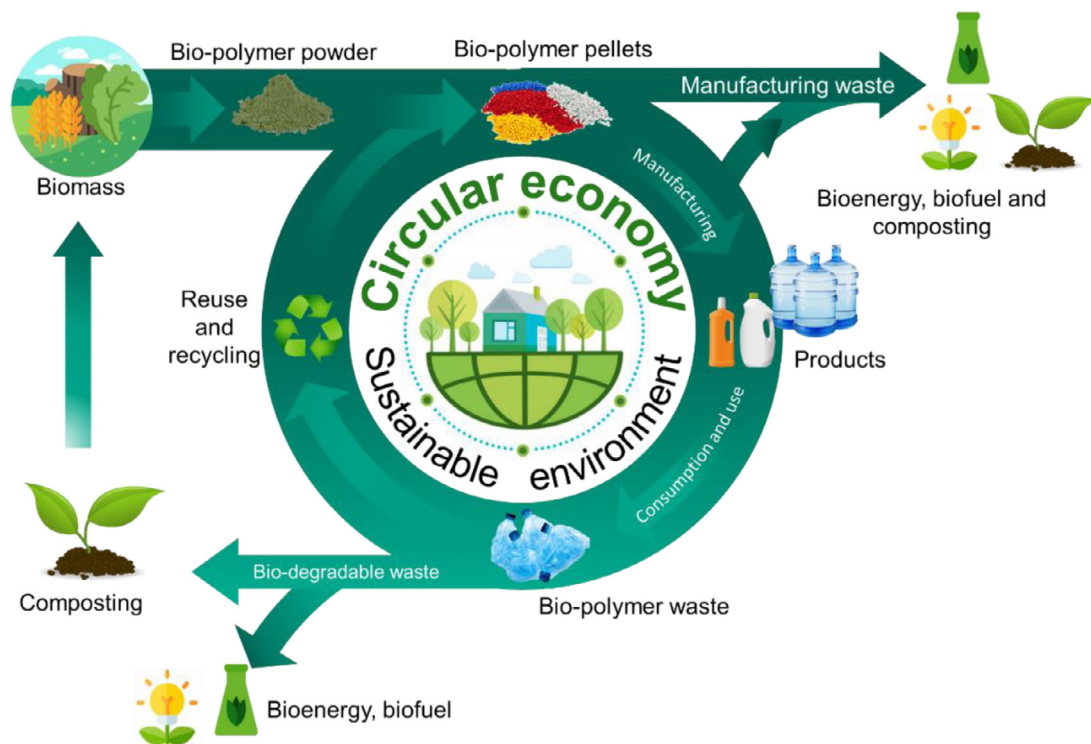 Bio-polymer powder
Bio-polymer pellets
Manufacturing waste
Biomass
Manufacturing
Bioenergy, biofuel and
composting
Circular economy
Reuse
and
recycling
Products
Sustainable environment
Consumption and use
Composting
Bio-degradable waste
Bio-polymer waste
Bioenergy, biofuel